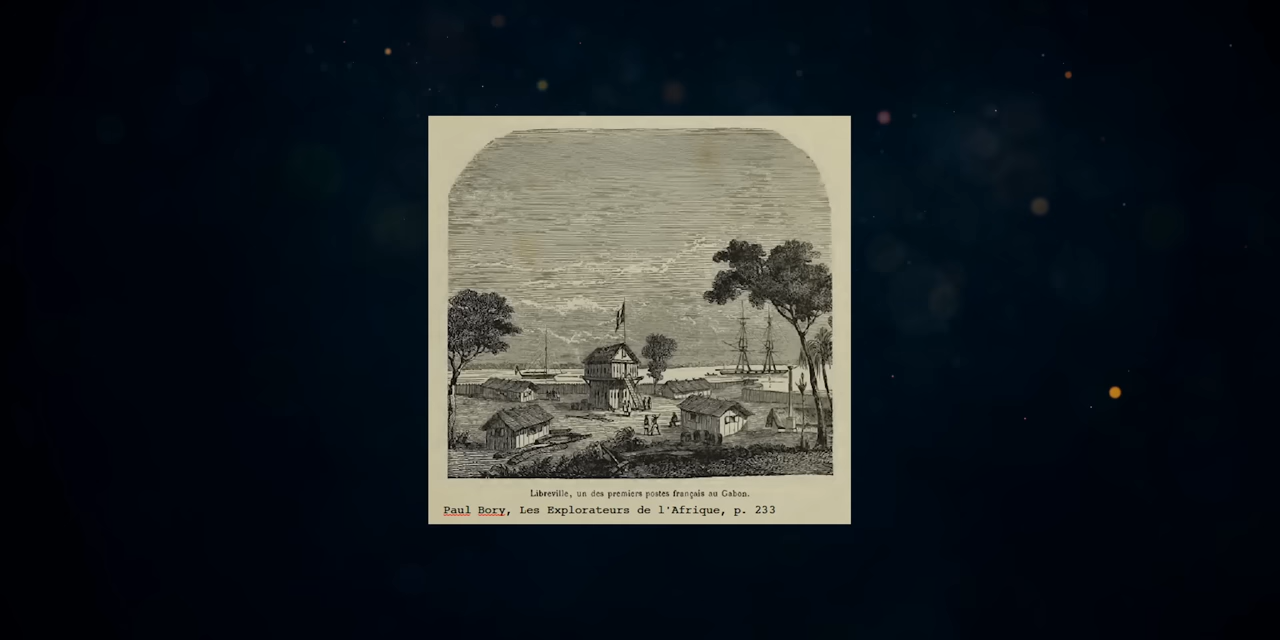 Libreville, un des premiers postes français au Gabon.
Paul Bory, Les Explorateurs de l'Afrique, p. 233